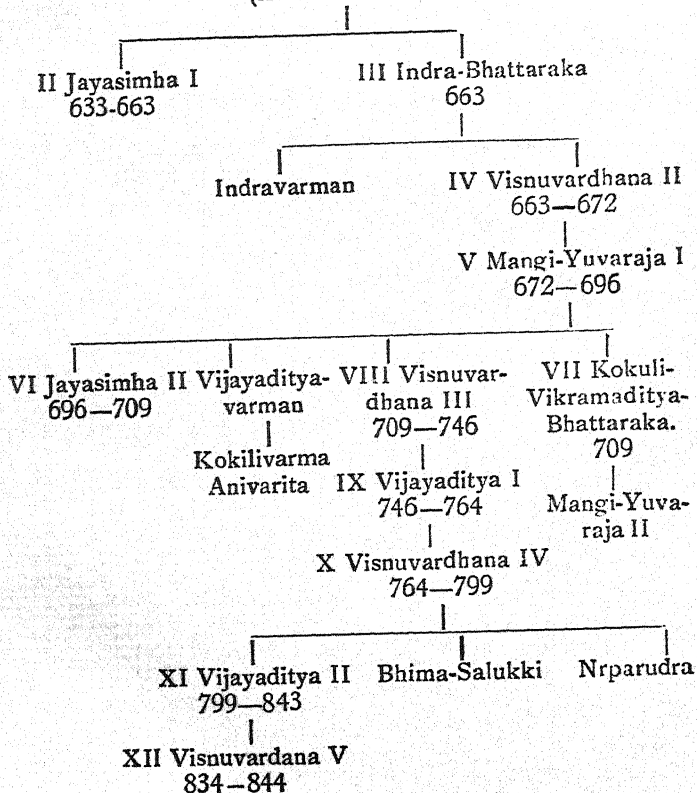 II Jayasimha I III Indra-Bhattaraka
633-663 663
Indravarman IV Visnuvardhana II
663—672
V Mangi-Yuvaraja I
672—696
VI Jayasimha II Vijayaditya- VIII Visnuvar- VII Kokuli-
696—709 varman dhana III Vikramaditya-
709—746 Bhattaraka.
Kokilivarma 709
Anivarita IX Vijayaditya I Mangi-Yuva-
746—764 raja II
X Visnuvardhana IV
764—799
XI Vijayaditya II Bhima-Salukki Nrparudra
799—843
XII Visnuvardana V
834—844